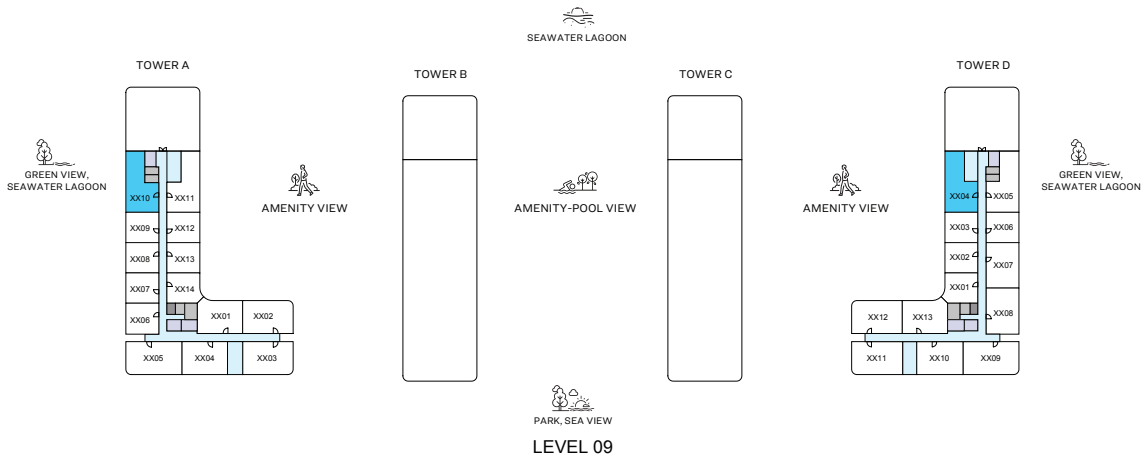 SEAWATER LAGOON
TOWER A
TOWER B
TOWER C
TOWER D
GREEN VIEW,
SEAWATER LAGOON
AMENITY VIEW
AMENITY-POOL VIEW
AMENITY VIEW
GREEN VIEW,
SEAWATER LAGOON
XX10
XX11
XX09
XX12
XX08
XX13
XX07
XX14
XX06
XX01
XX02
XX05
XX04
XX03
XX04
XX05
XX03
XX06
XX02
XX07
XX01
XX08
XX12
XX13
XX11
XX10
XX09
PARK, SEA VIEW
LEVEL 09